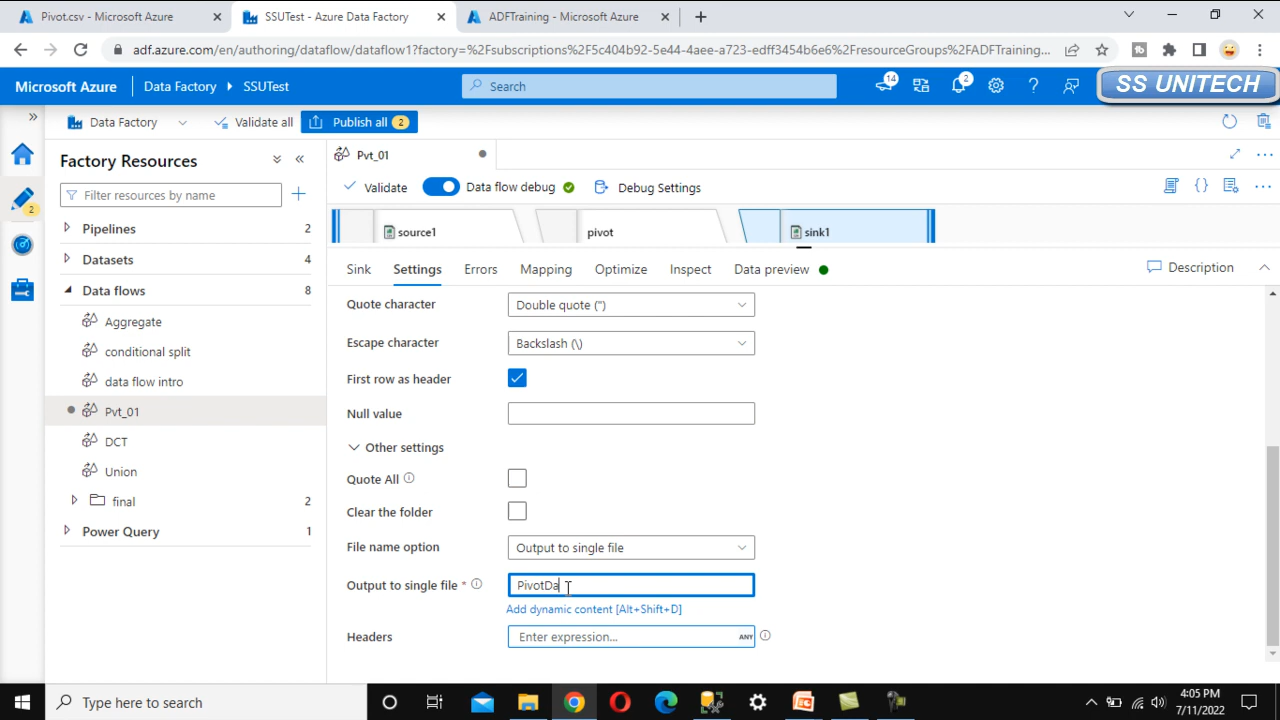 Pivot.csv - Microsoft Azure
SSUTest - Azure Data Factory
ADFTraining - Microsoft Azure
adf.azure.com/en/authoring/dataflow/dataflow1?factory=%2Fsubscriptions%2F5c404b92-5e44-4aee-a723-edff3454b6e6%2FresourceGroups%2FADFTraining...
Microsoft Azure
Data Factory
SSUTest
Search
14
2
SS UNITECH
Data Factory
Validate all
Publish all 2
Factory Resources
Filter resources by name
Pipelines 2
Datasets 4
Data flows 8
Aggregate
conditional split
data flow intro
Pvt_01
DCT
Union
final 2
Power Query 1
2
Pvt_01
Validate
Data flow debug
Debug Settings
source1
pivot
sink1
Sink
Settings
Errors
Mapping
Optimize
Inspect
Data preview
Description
Quote character Double quote (")
Escape character Backslash (\)
First row as header
Null value
Other settings
Quote All
Clear the folder
File name option Output to single file
Output to single file * PivotDa
Add dynamic content [Alt+Shift+D]
Headers Enter expression... ANY
Type here to search
4:05 PM
7/11/2022